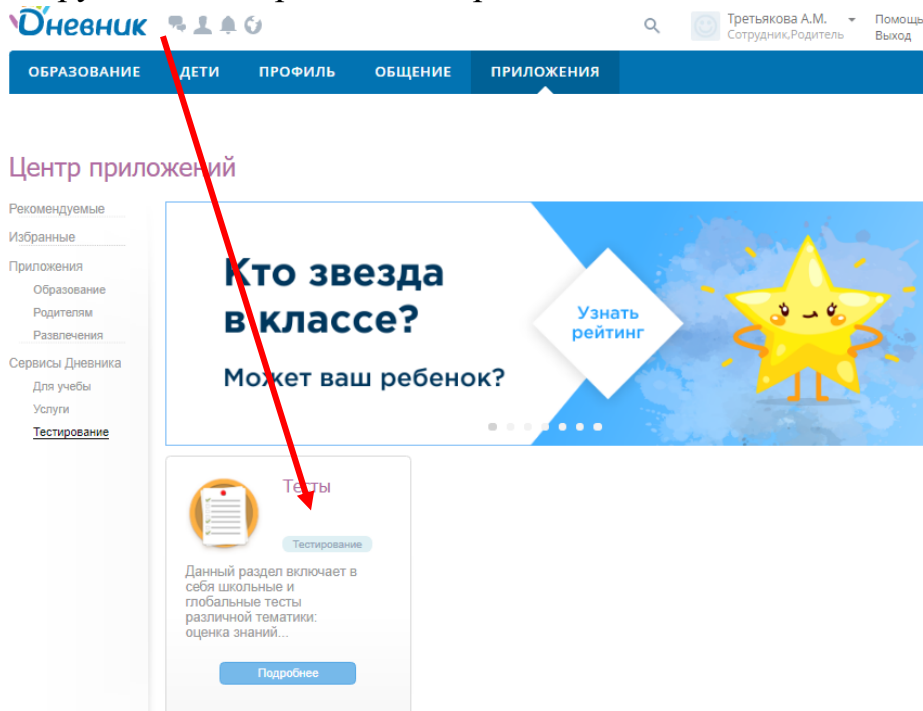 Дневник
Третьякова А.М.
Сотрудник,Родитель
Помощь
Выход
ОБРАЗОВАНИЕ ДЕТИ ПРОФИЛЬ ОБЩЕНИЕ ПРИЛОЖЕНИЯ
Центр приложений
Рекомендуемые
Избранные
Приложения
Образование
Родителям
Развлечения
Сервисы Дневника
Для учебы
Услуги
Тестирование
Кто звезда
в классе?
Может ваш ребенок?
Узнать
рейтинг
Тесты
Тестирование
Данный раздел включает в
себя школьные и
глобальные тесты
различной тематики:
оценка знаний...
Подробнее